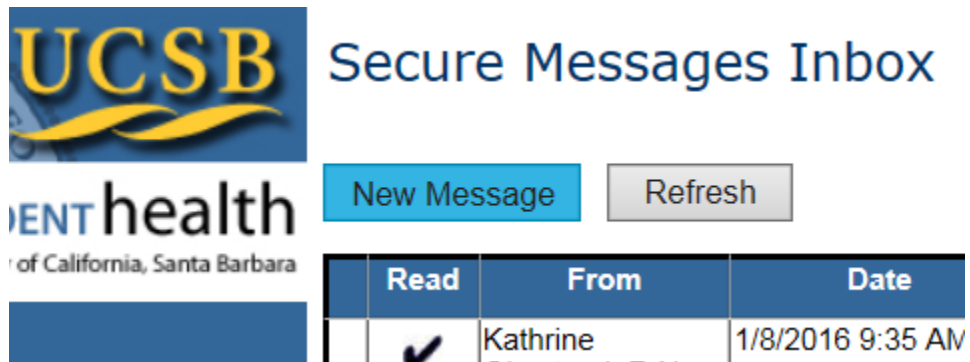 UCSB
Secure Messages Inbox
New Message
Refresh
ENT health
of California, Santa Barbara
Read From Date
Kathrine 1/8/2016 9:35 AM